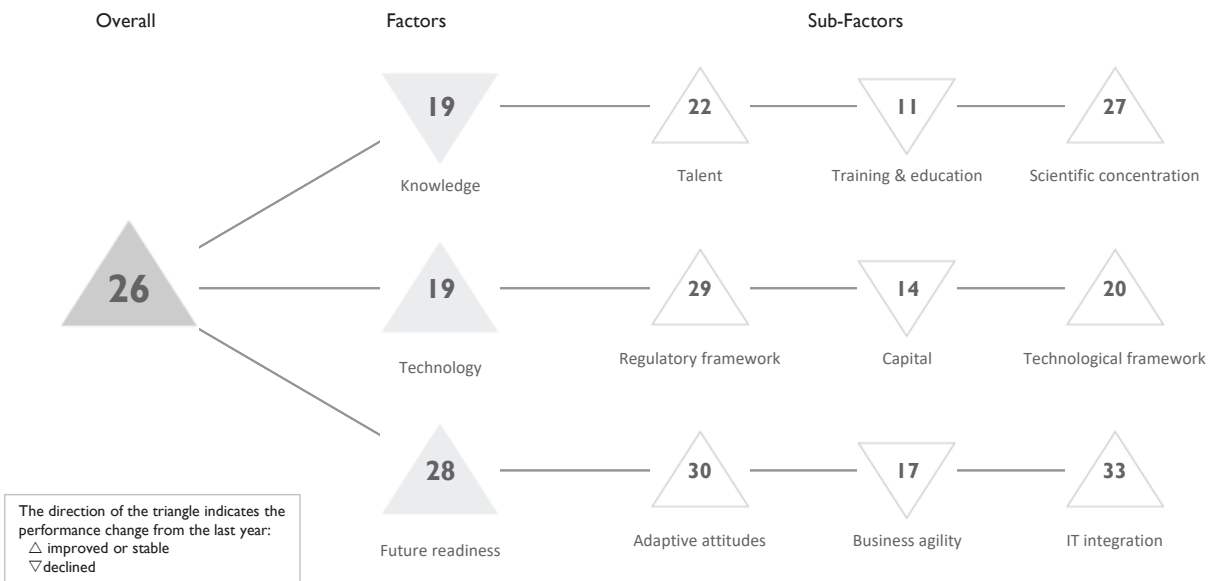 Overall
Factors
Sub-Factors
19
22
11
27
Knowledge
Talent
Training & education
Scientific concentration
26
19
29
14
20
Technology
Regulatory framework
Capital
Technological framework
28
30
17
33
Future readiness
Adaptive attitudes
Business agility
IT integration
The direction of the triangle indicates the
performance change from the last year:
△ improved or stable
▽ declined